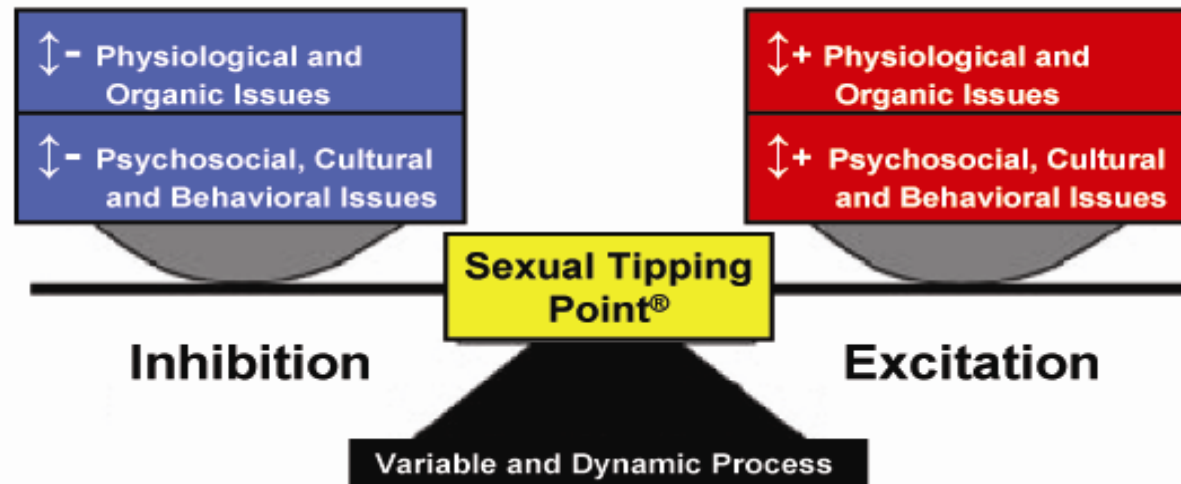 ↕- Physiological and
Organic Issues
↕- Psychosocial, Cultural
and Behavioral Issues
↕+ Physiological and
Organic Issues
↕+ Psychosocial, Cultural
and Behavioral Issues
Sexual Tipping
Point®
Inhibition
Excitation
Variable and Dynamic Process